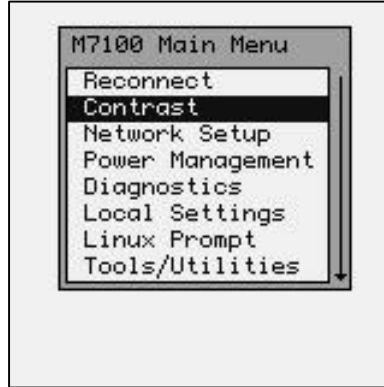 M7100 Main Menu
Reconnect
Contrast
Network Setup
Power Management
Diagnostics
Local Settings
Linux Prompt
Tools/Utilities